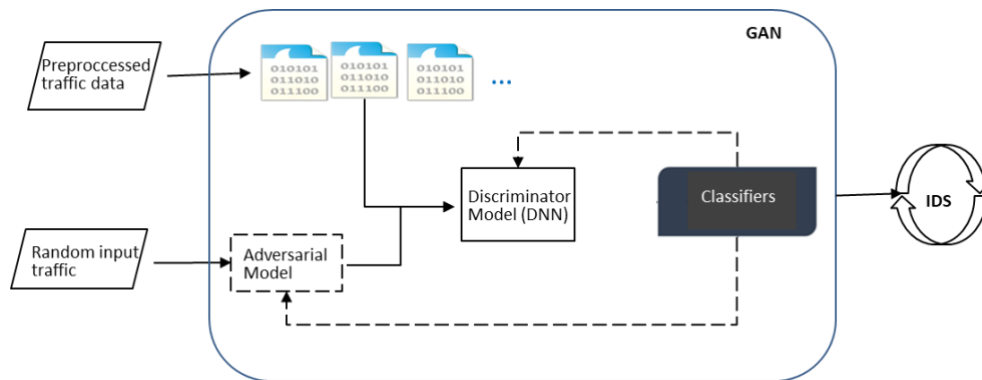 GAN
Preproccessed
traffic data
010101
011010
011100
010101
011010
011100
010101
011010
011100
...
Discriminator
Model (DNN)
Classifiers
IDS
Random input
traffic
Adversarial
Model